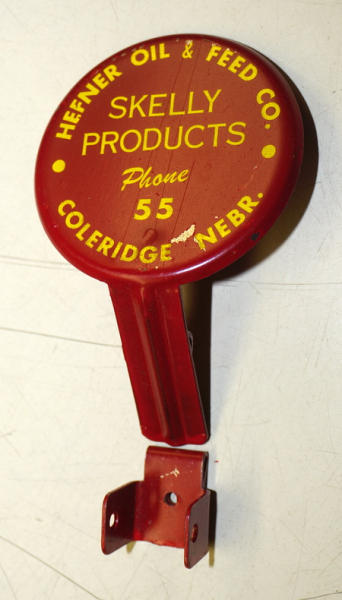 HEFNER OIL & FEED CO.
SKELLY
PRODUCTS
Phone
55
COLERIDGE NEBR.